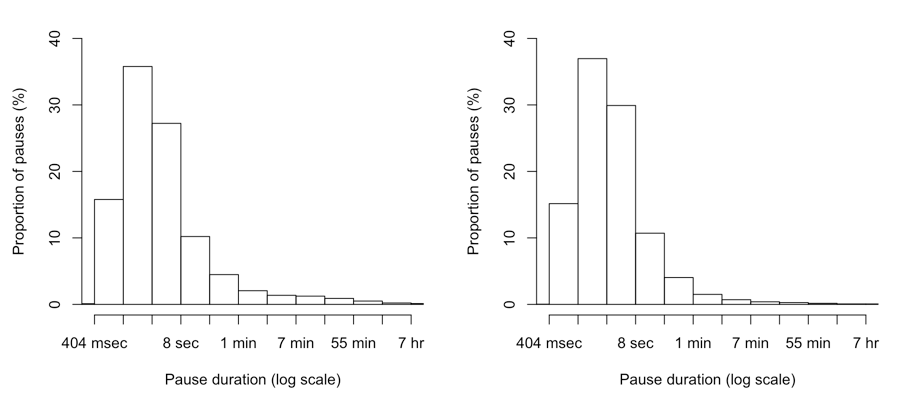 Proportion of pauses (%)
40
30
20
10
0
404 msec 8 sec 1 min 7 min 55 min 7 hr
Pause duration (log scale)
Proportion of pauses (%)
40
30
20
10
0
404 msec 8 sec 1 min 7 min 55 min 7 hr
Pause duration (log scale)